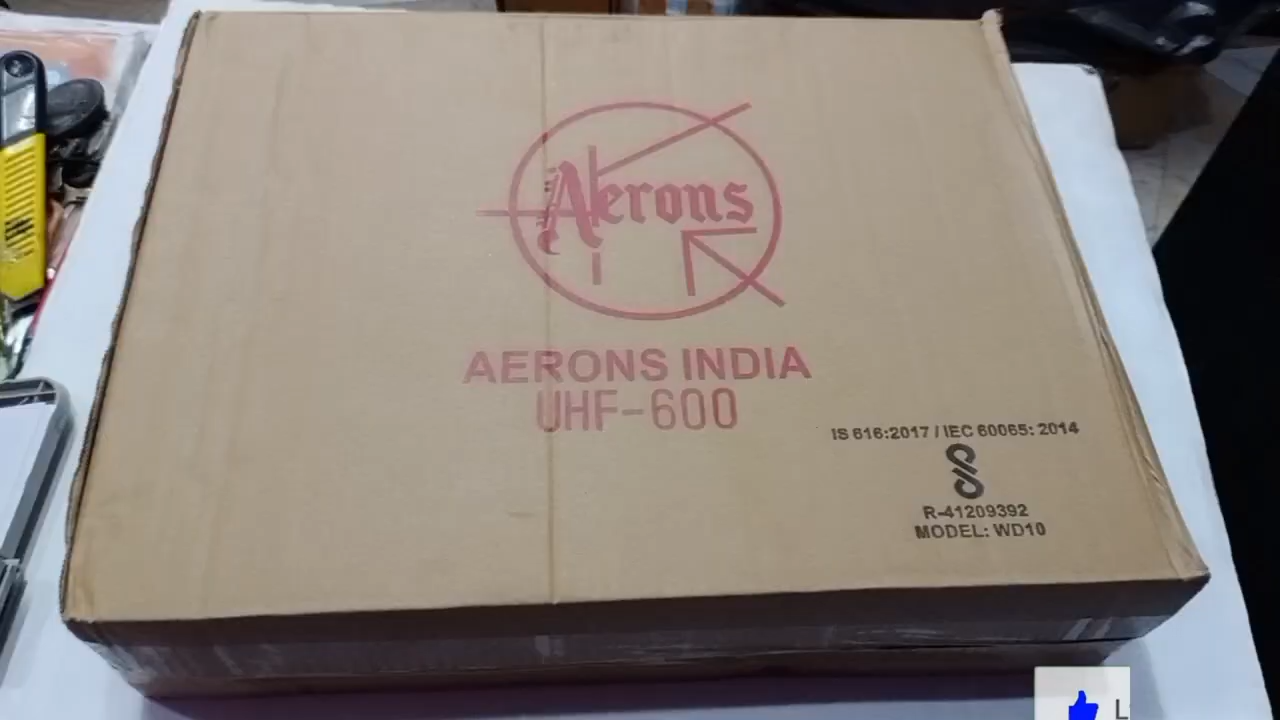 Aerons
AERONS INDIA
UHF-600
IS 616:2017 / IEC 60065: 2014
R-41209392
MODEL: WD10
L